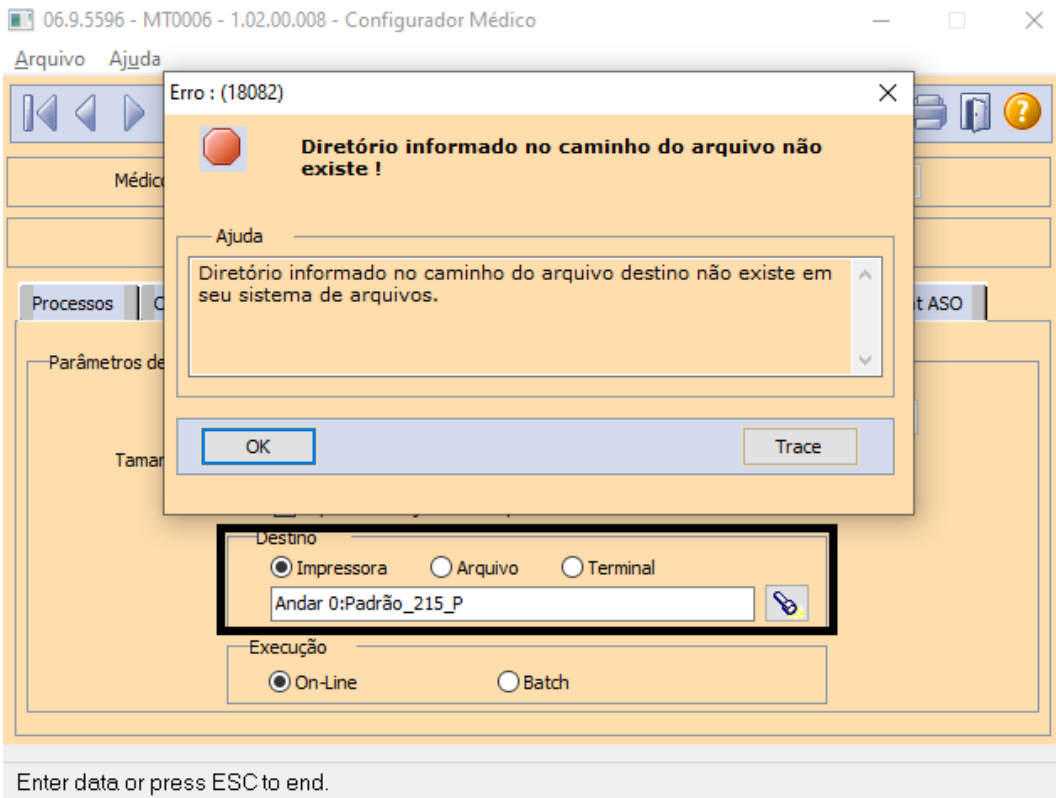 06.9.5596 - MT0006 - 1.02.00.008 - Configurador Médico
Arquivo Ajuda
Erro : (18082)
Diretório informado no caminho do arquivo não
existe !
Médico
Ajuda
Diretório informado no caminho do arquivo destino não existe em
seu sistema de arquivos.
Processos
ASO
Parâmetros de
OK Trace
Destino
Impressora Arquivo Terminal
Andar 0:Padrão_215_P
Execução
On-Line Batch
Enter data or press ESC to end.